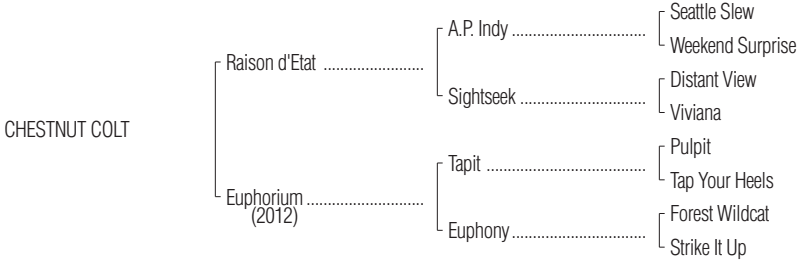 Seattle Slew
A.P. Indy ....................................
Weekend Surprise
Raison d'Etat ...........................
Distant View
Sightseek ..................................
Viviana
CHESTNUT COLT
Pulpit
Tapit ...........................................
Tap Your Heels
Euphorium ...............................
(2012)
Forest Wildcat
Euphony ....................................
Strike It Up